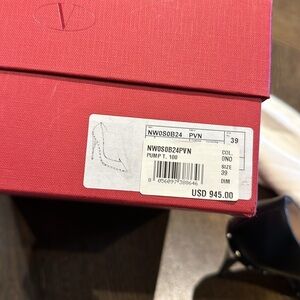 V
NW0S0B24 PVN
39
NW0S0B24PVN
PUMP T. 100
COL.
0NO
SIZE
39
DIM
USD 945.00